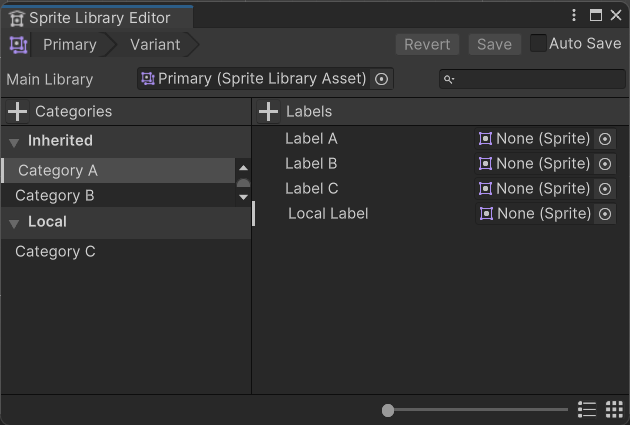 Sprite Library Editor
Primary Variant Revert Save Auto Save
Main Library Primary (Sprite Library Asset)
Categories Labels
Inherited
Label A None (Sprite)
Category A
Label B None (Sprite)
Category B
Label C None (Sprite)
Local
Local Label None (Sprite)
Category C